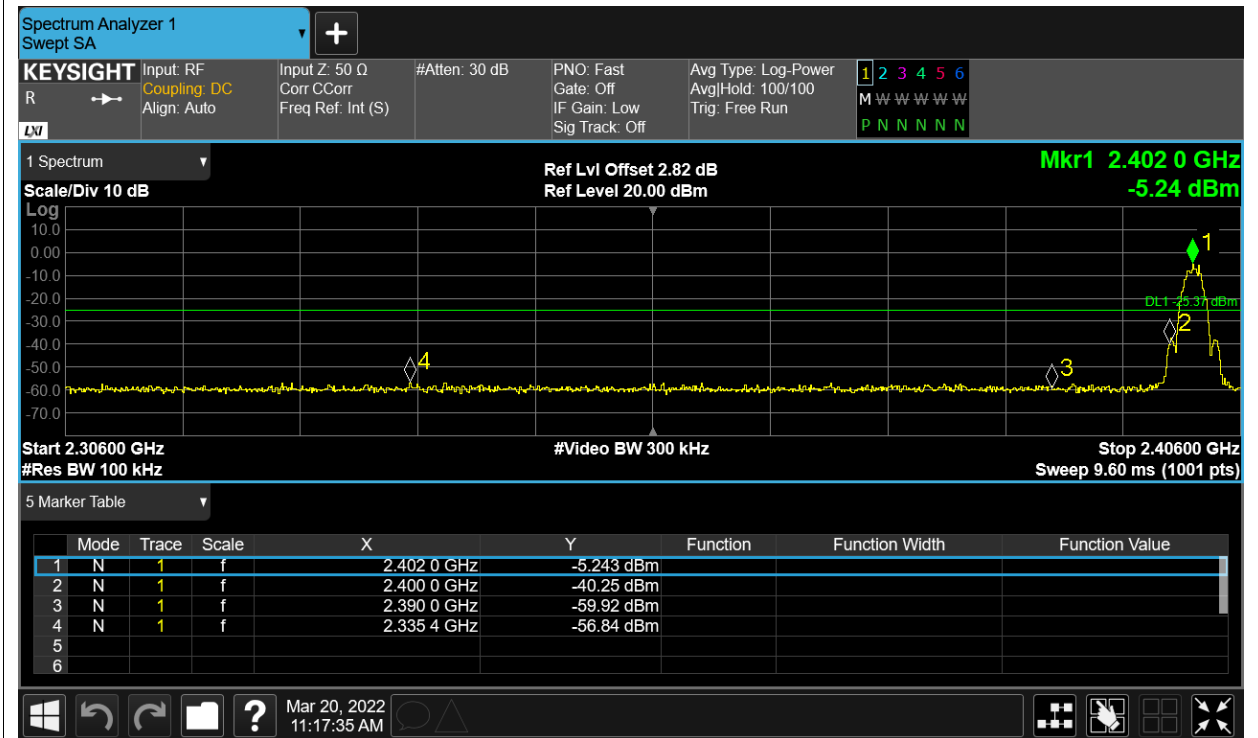 Spectrum Analyzer 1
Swept SA
KEYSIGHT
R
LXI
Input: RF
Coupling: DC
Align: Auto
Input Z: 50 Ω
Corr CCorr
Freq Ref: Int (S)
#Atten: 30 dB
PNO: Fast
Gate: Off
IF Gain: Low
Sig Track: Off
Avg Type: Log-Power
Avg|Hold: 100/100
Trig: Free Run
1 2 3 4 5 6
M W W W W W
P N N N N N
1 Spectrum
Scale/Div 10 dB
Ref Lvl Offset 2.82 dB
Ref Level 20.00 dBm
Mkr1 2.402 0 GHz
-5.24 dBm
Log
10.0
0.00
-10.0
-20.0
-30.0
-40.0
-50.0
-60.0
-70.0
1
DL1 -25.37 dBm
2
4
3
Start 2.30600 GHz
#Video BW 300 kHz
Stop 2.40600 GHz
#Res BW 100 kHz
Sweep 9.60 ms (1001 pts)
5 Marker Table
Mode Trace Scale X Y Function Function Width Function Value
1 N 1 f 2.402 0 GHz -5.243 dBm
2 N 1 f 2.400 0 GHz -40.25 dBm
3 N 1 f 2.390 0 GHz -59.92 dBm
4 N 1 f 2.335 4 GHz -56.84 dBm
5
6
?
Mar 20, 2022
11:17:35 AM